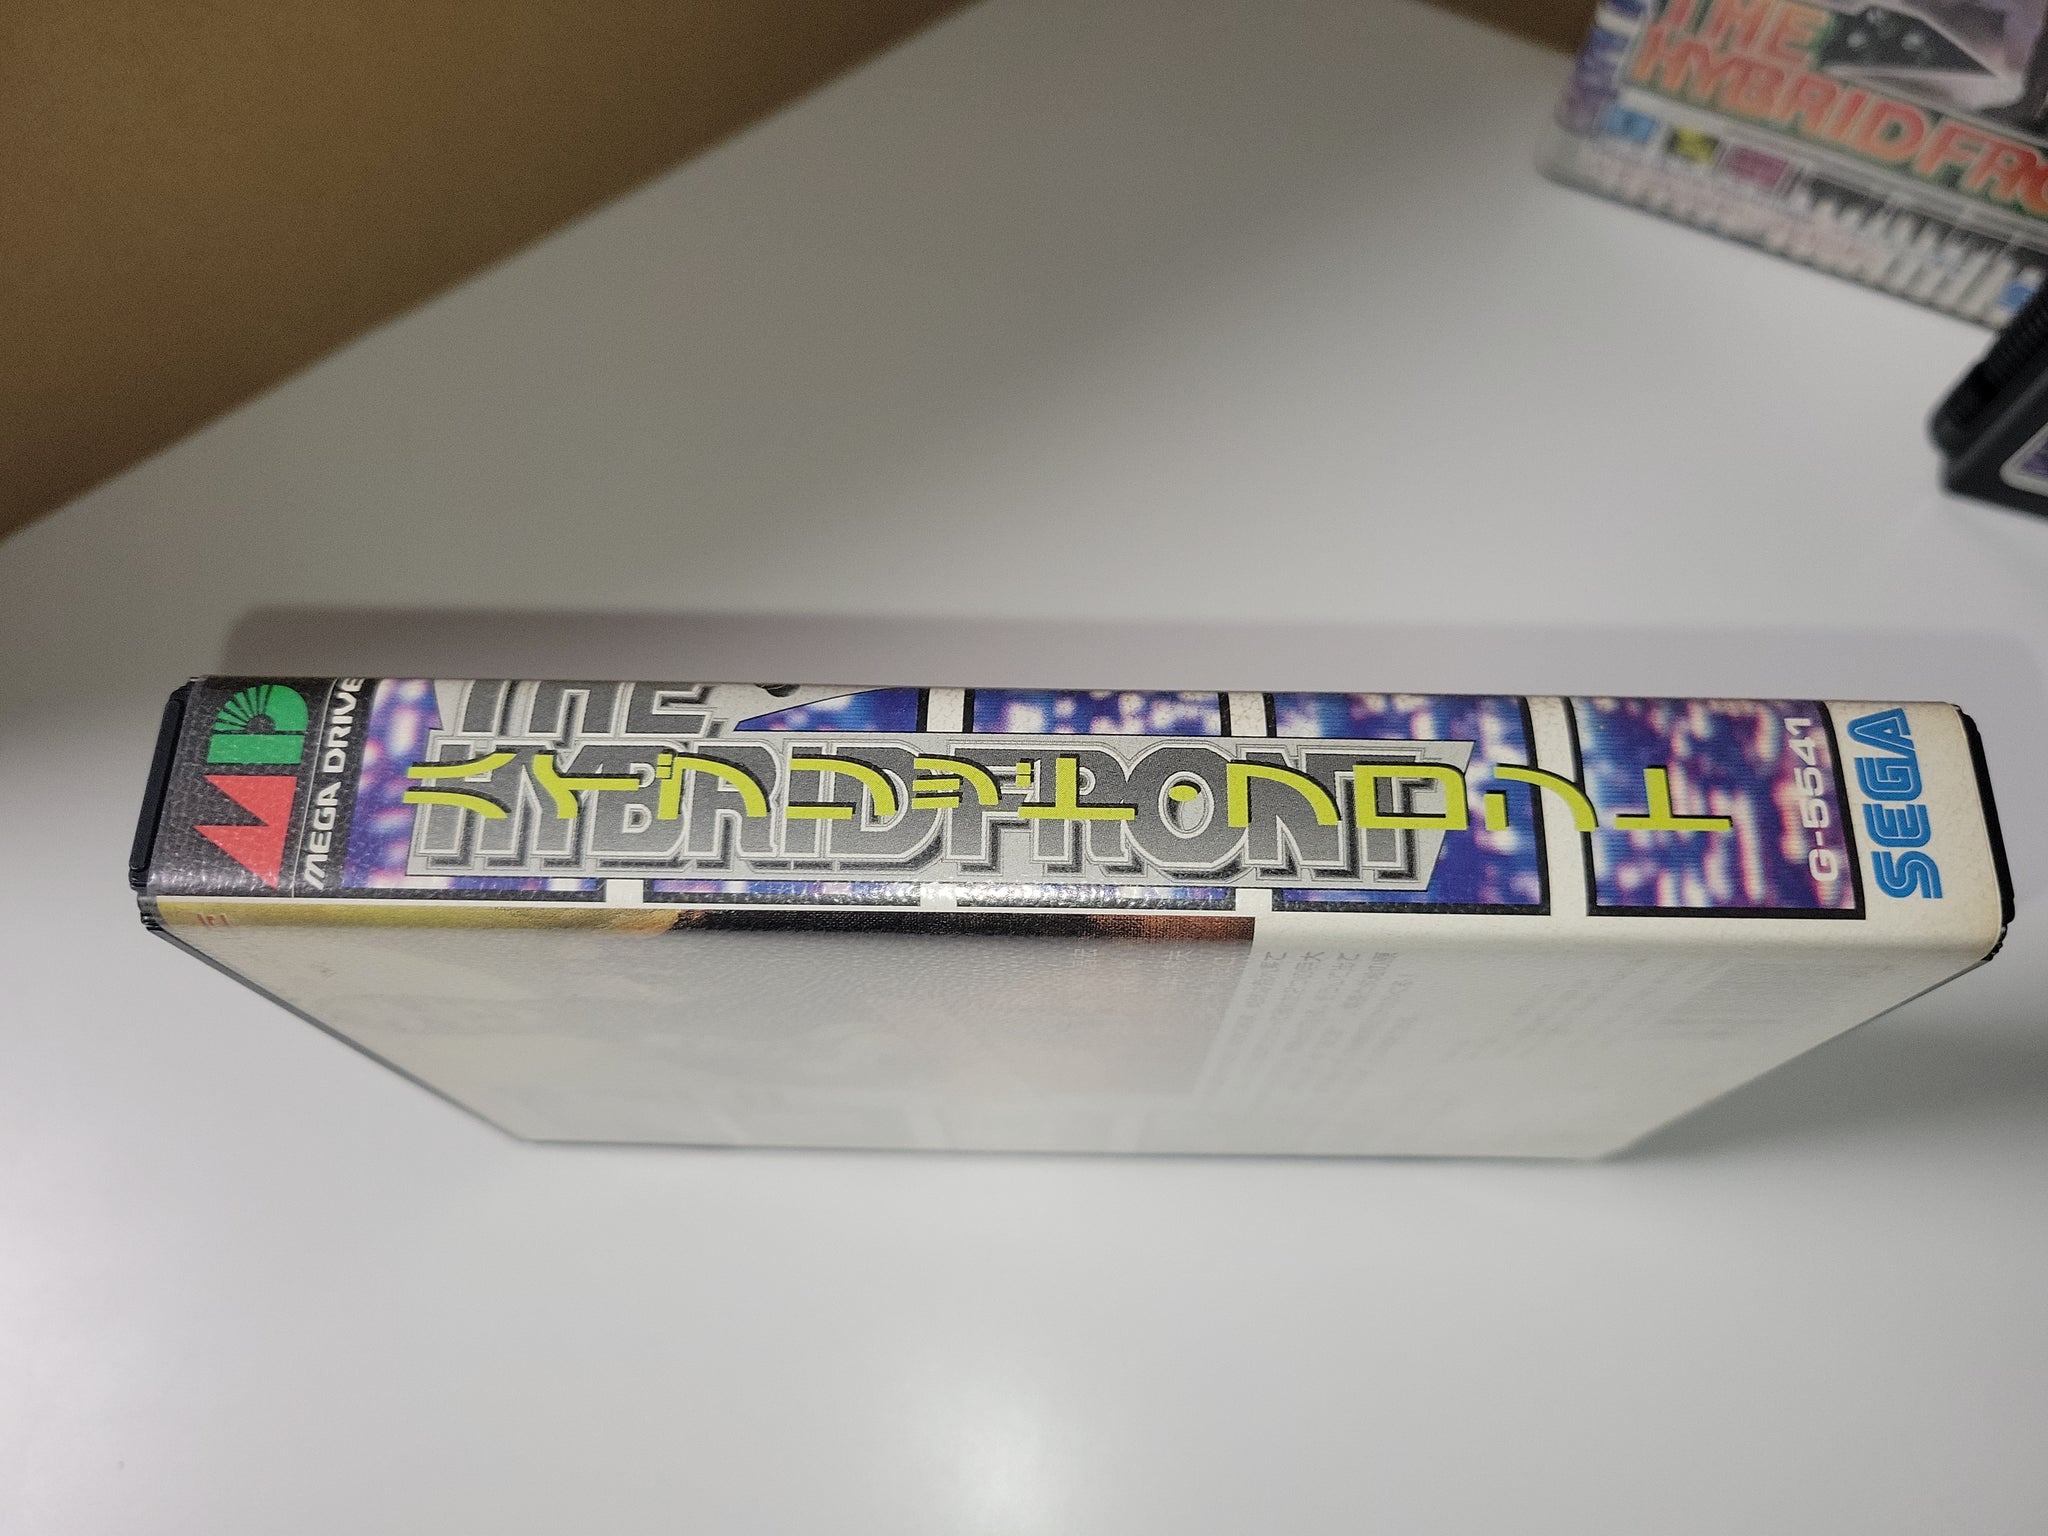 MD
MEGA DRIVE
THE
HYBRID FRONT
ハイブリッド・フロント
G-5541
SEGA
THE
HYBRID FRO